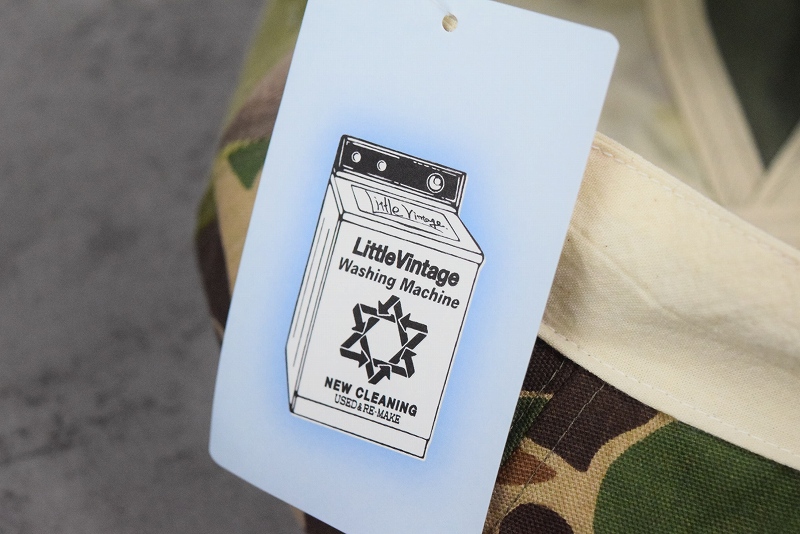 Little Vintage.
LittleVintage
Washing Machine
NEW CLEANING
USED & RE-MAKE